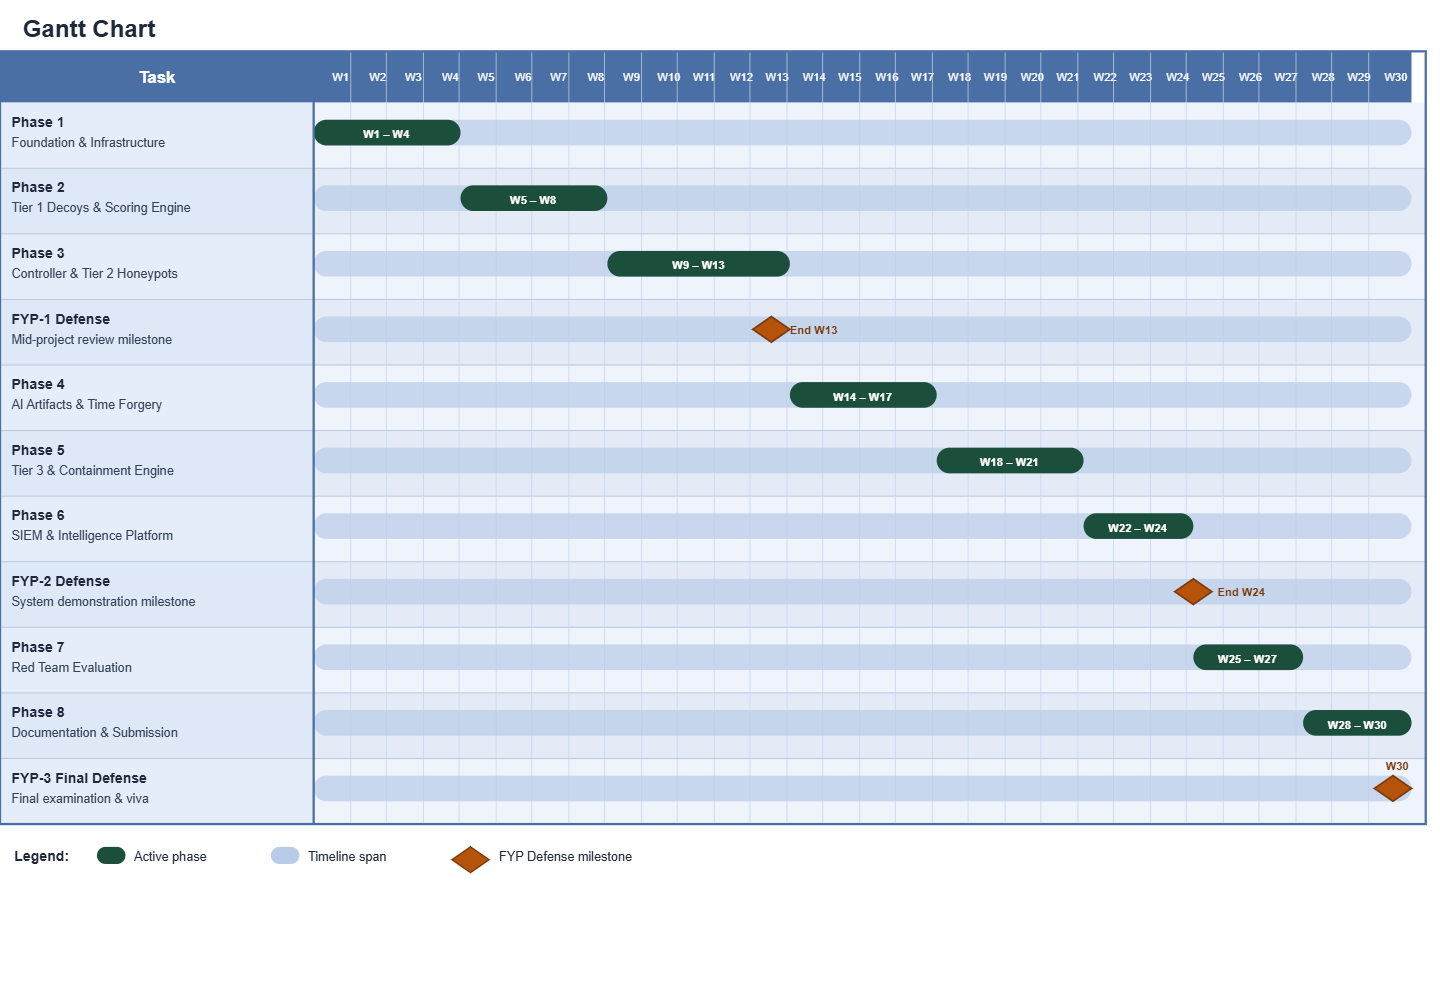 Gantt Chart
Task W1 W2 W3 W4 W5 W6 W7 W8 W9 W10 W11 W12 W13 W14 W15 W16 W17 W18 W19 W20 W21 W22 W23 W24 W25 W26 W27 W28 W29 W30
Phase 1
Foundation & Infrastructure
W1 – W4
Phase 2
Tier 1 Decoys & Scoring Engine
W5 – W8
Phase 3
Controller & Tier 2 Honeypots
W9 – W13
FYP-1 Defense
Mid-project review milestone
End W13
Phase 4
AI Artifacts & Time Forgery
W14 – W17
Phase 5
Tier 3 & Containment Engine
W18 – W21
Phase 6
SIEM & Intelligence Platform
W22 – W24
FYP-2 Defense
System demonstration milestone
End W24
Phase 7
Red Team Evaluation
W25 – W27
Phase 8
Documentation & Submission
W28 – W30
FYP-3 Final Defense
Final examination & viva
W30
Legend: Active phase Timeline span FYP Defense milestone